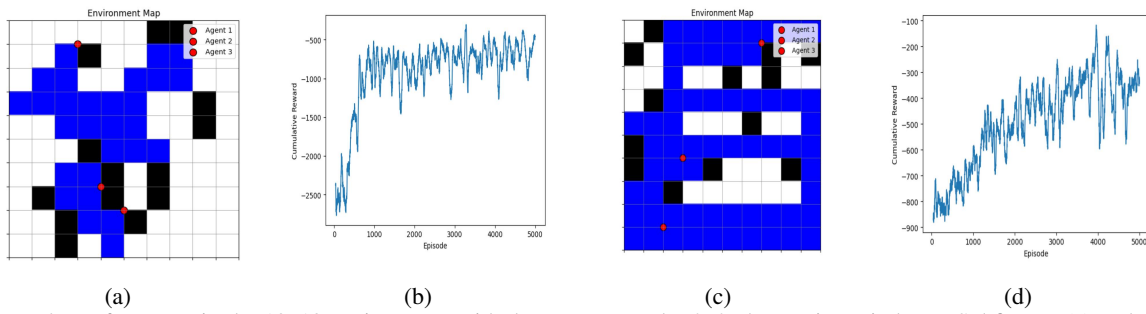 Environment Map
Agent 1
Agent 2
Agent 3
(a)
Cumulative Reward
−500
−1000
−1500
−2000
−2500
0 1000 2000 3000 4000 5000
Episode
(b)
Environment Map
Agent 1
Agent 2
Agent 3
(c)
Cumulative Reward
−100
−200
−300
−400
−500
−600
−700
−800
−900
0 1000 2000 3000 4000 5000
Episode
(d)